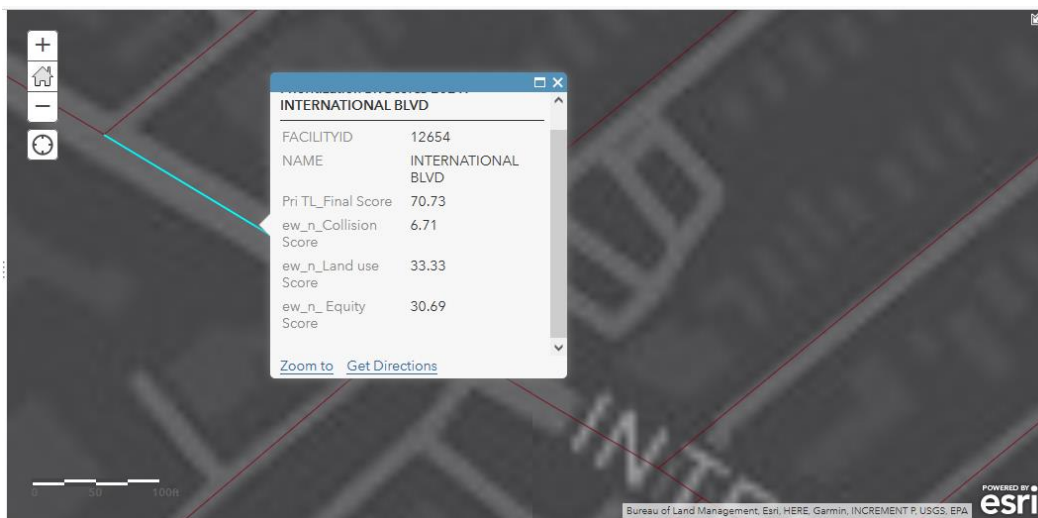 INTERNATIONAL BLVD
FACILITYID 12654
NAME INTERNATIONAL
BLVD
Pri TL_Final Score 70.73
ew_n_Collision 6.71
Score
ew_n_Land use 33.33
Score
ew_n_ Equity 30.69
Score
Zoom to Get Directions
INTE
0 50 100ft
Bureau of Land Management, Esri, HERE, Garmin, INCREMENT P, USGS, EPA
POWERED BY
esri